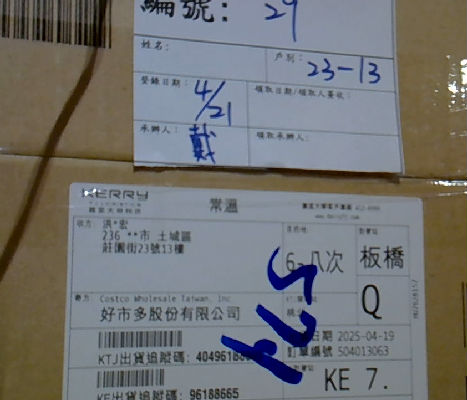 編號: 29
姓名:
戶別: 23-13
登錄日期: 4/21
領取日期/領取人簽收:
承辦人: 戴
領取承辦人:
KERRY
常溫
收方: 洪*宏
236 **市 土城區
莊園街23號13樓
6-八次
板橋
Q
寄方: Costco Wholesale Taiwan, Inc
好市多股份有限公司
574
日期 2025-04-19
訂單編號 504013063
KTJ出貨追蹤碼:
KE出貨追蹤碼: 96188665
KE 7.